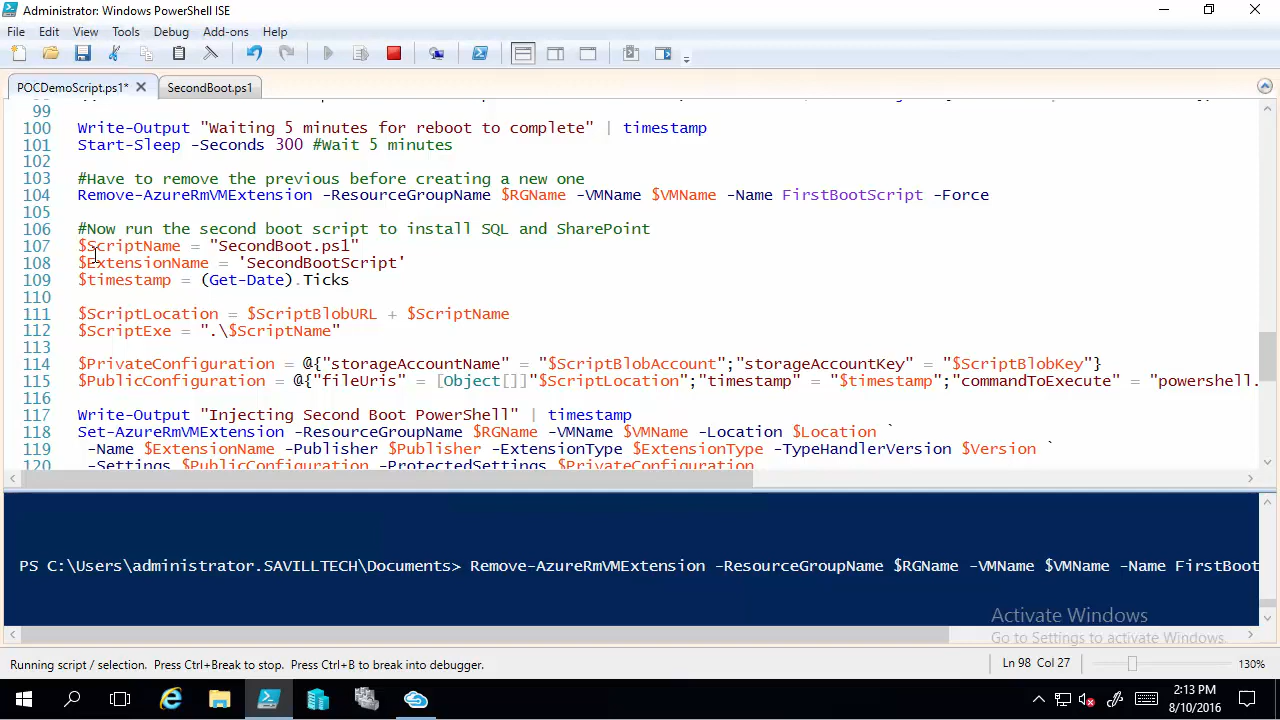 Administrator: Windows PowerShell ISE
File Edit View Tools Debug Add-ons Help
POCDemoScript.ps1* SecondBoot.ps1
99
100 Write-Output "Waiting 5 minutes for reboot to complete" | timestamp
101 Start-Sleep -Seconds 300 #Wait 5 minutes
102
103 #Have to remove the previous before creating a new one
104 Remove-AzureRmVMExtension -ResourceGroupName $RGName -VMName $VMName -Name FirstBootScript -Force
105
106 #Now run the second boot script to install SQL and SharePoint
107 $ScriptName = "SecondBoot.ps1"
108 $ExtensionName = 'SecondBootScript'
109 $timestamp = (Get-Date).Ticks
110
111 $ScriptLocation = $ScriptBlobURL + $ScriptName
112 $ScriptExe = ".\$ScriptName"
113
114 $PrivateConfiguration = @{"storageAccountName" = "$ScriptBlobAccount";"storageAccountKey" = "$ScriptBlobKey"}
115 $PublicConfiguration = @{"fileUris" = [Object[]]"$ScriptLocation";"timestamp" = "$timestamp";"commandToExecute" = "powershell.
116
117 Write-Output "Injecting Second Boot PowerShell" | timestamp
118 Set-AzureRmVMExtension -ResourceGroupName $RGName -VMName $VMName -Location $Location `
119 -Name $ExtensionName -Publisher $Publisher -ExtensionType $ExtensionType -TypeHandlerVersion $Version `
120 -Settings $PublicConfiguration -ProtectedSettings $PrivateConfiguration
PS C:\Users\administrator.SAVILLTECH\Documents> Remove-AzureRmVMExtension -ResourceGroupName $RGName -VMName $VMName -Name FirstBoot
Activate Windows
Go to Settings to activate Windows.
Running script / selection. Press Ctrl+Break to stop. Press Ctrl+B to break into debugger. Ln 98 Col 27 130%
2:13 PM
8/10/2016